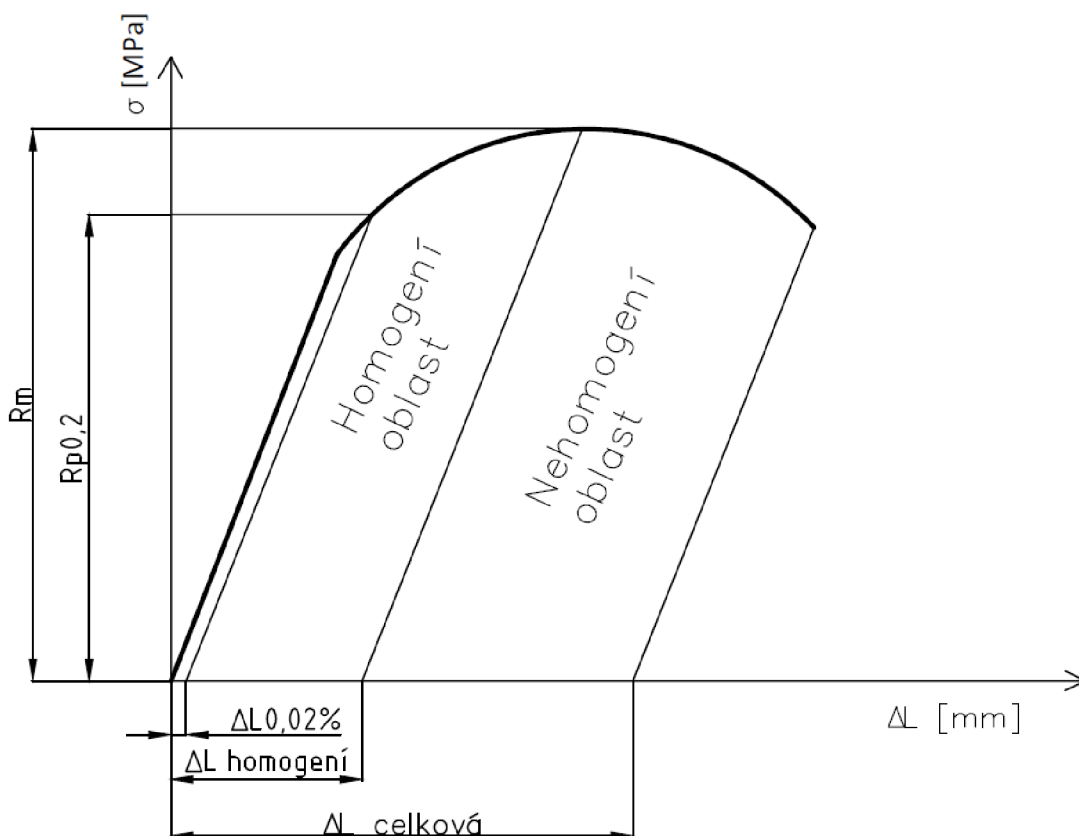 σ [MPa]
Rm
Rp0,2
Homogení
oblast
Nehomogení
oblast
ΔL [mm]
ΔL0,02%
ΔL homogení
ΔL celková